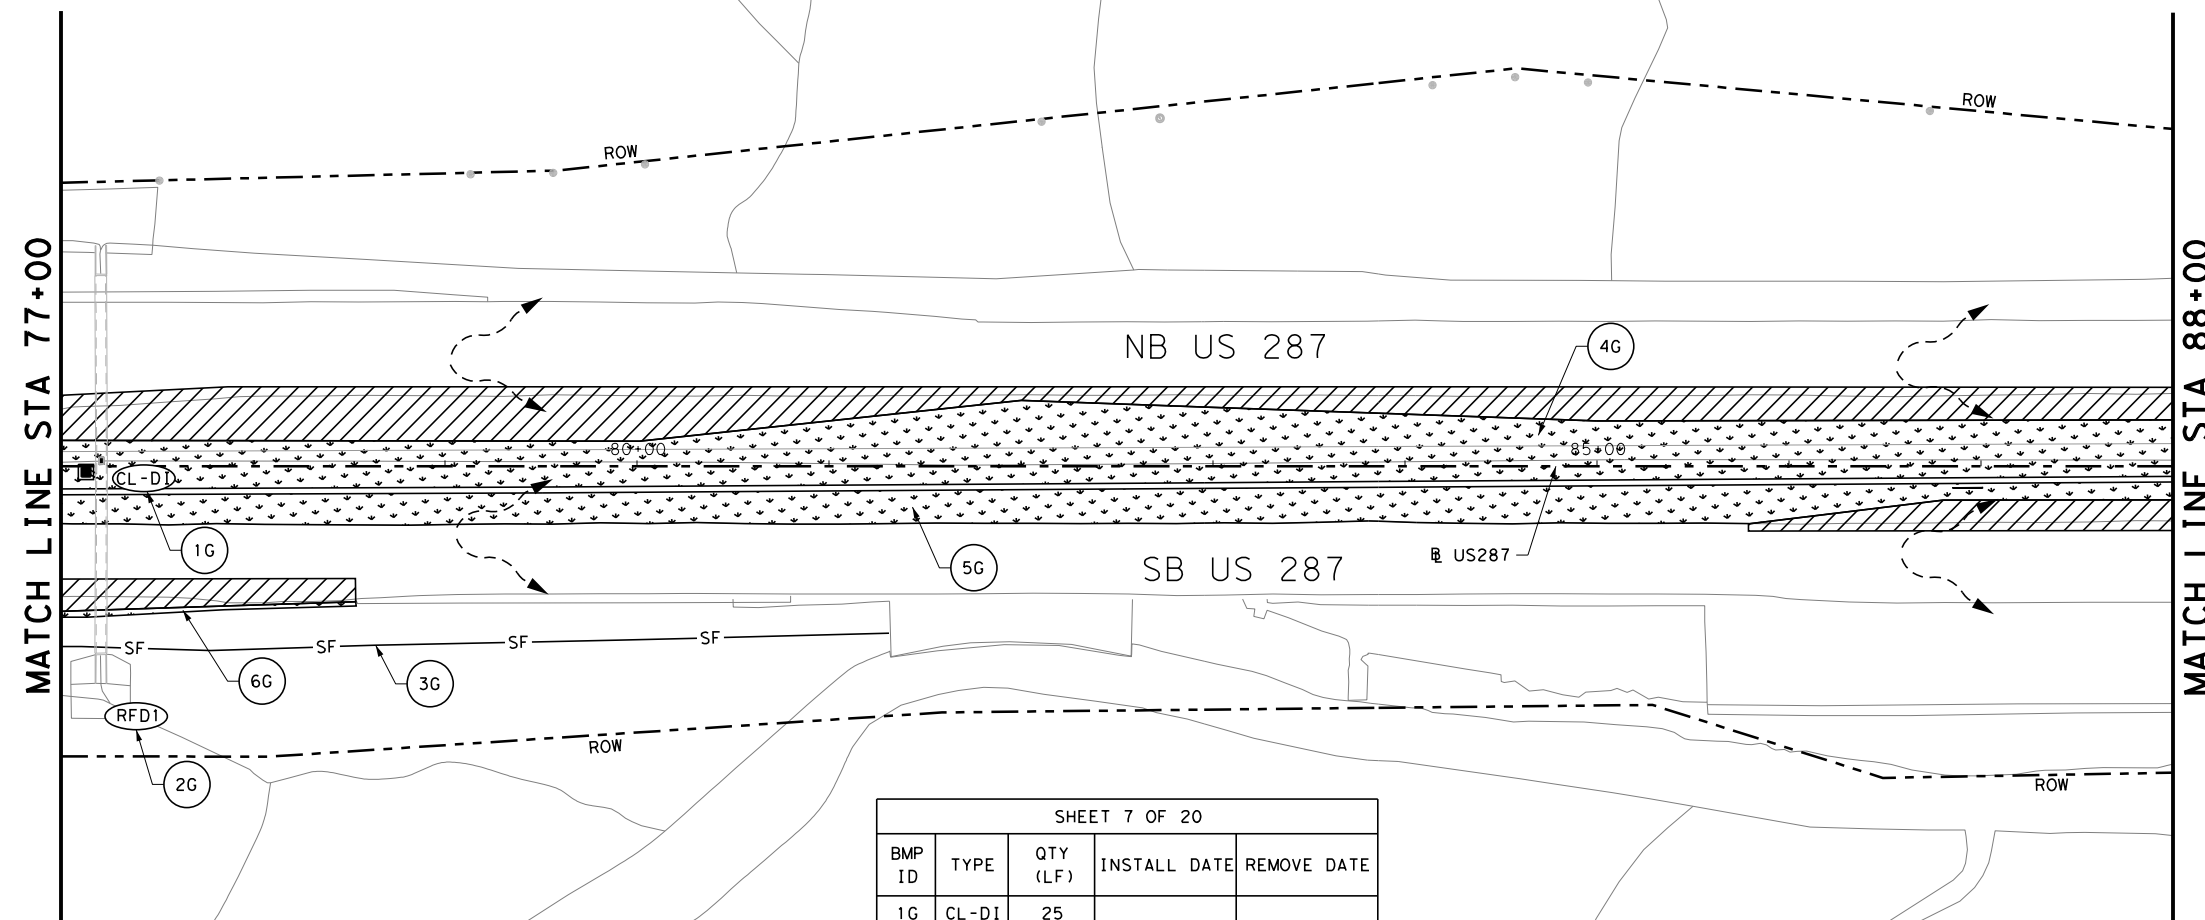 ROW
ROW
MATCH LINE STA 77+00
MATCH LINE STA 88+00
NB US 287
4G
80+00
85+00
CL-DI
1G
5G
BL US287
SB US 287
SF SF SF SF
6G
3G
RFD1
ROW
2G
ROW
SHEET 7 OF 20
BMP ID TYPE QTY (LF) INSTALL DATE REMOVE DATE
1G CL-DI 25